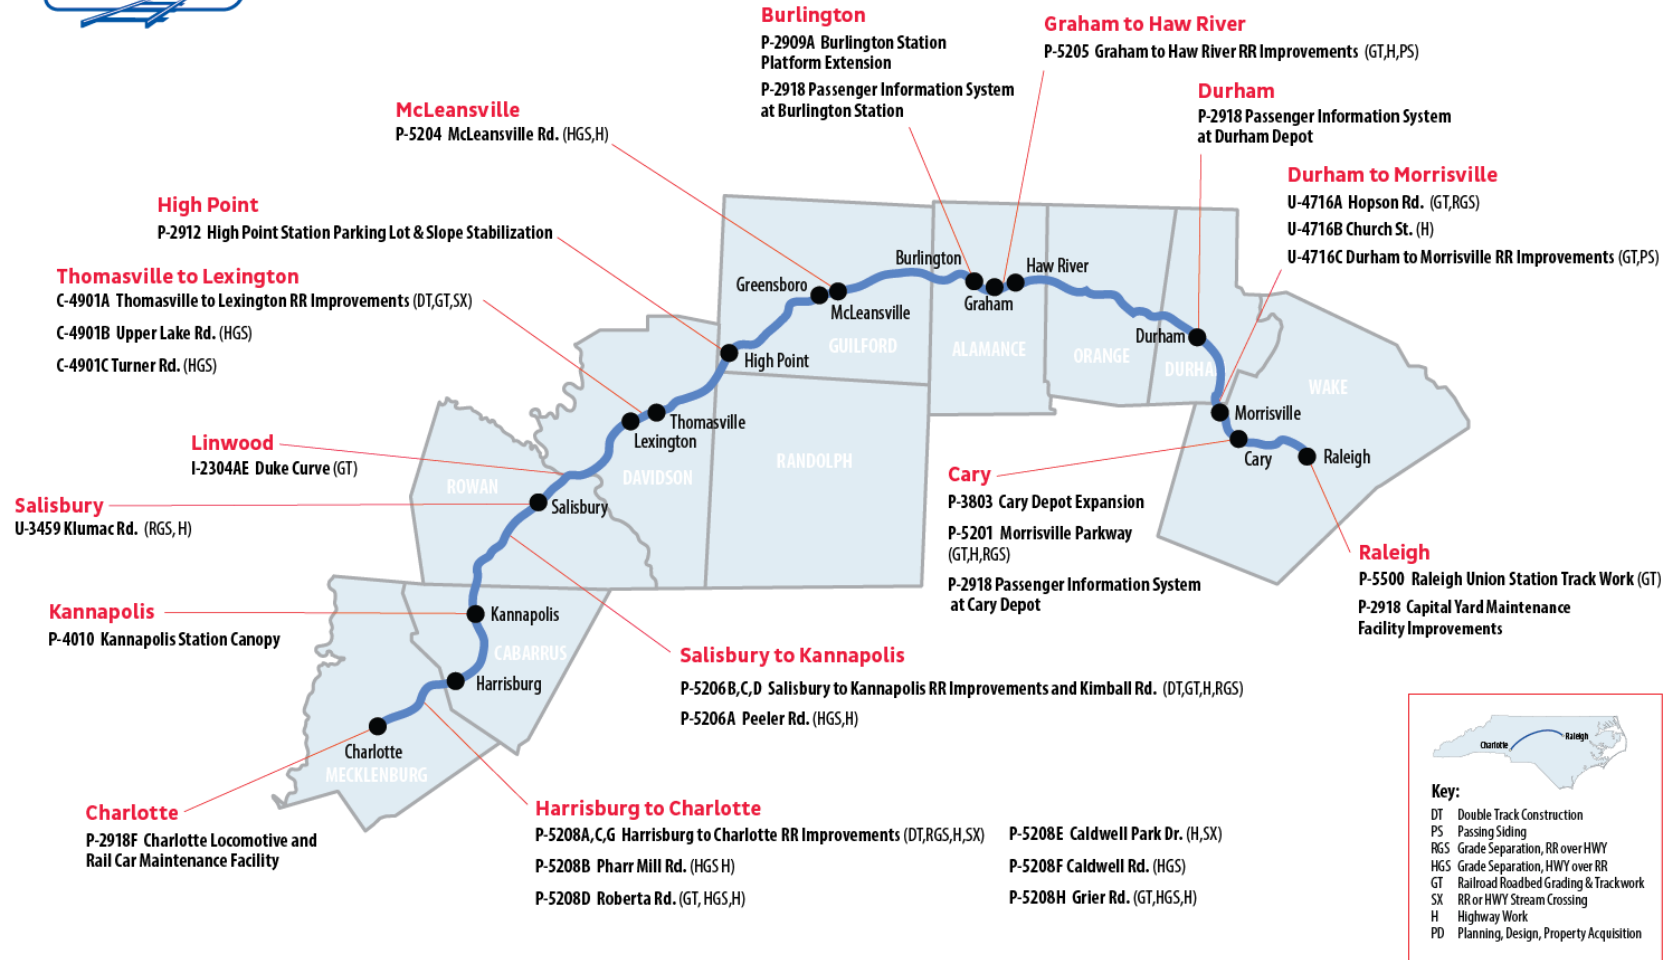 Burlington
P-2909A Burlington Station
Platform Extension
P-2918 Passenger Information System
at Burlington Station
Graham to Haw River
P-5205 Graham to Haw River RR Improvements (GT,H,PS)
Durham
P-2918 Passenger Information System
at Durham Depot
McLeansville
P-5204 McLeansville Rd. (HGS,H)
Durham to Morrisville
U-4716A Hopson Rd. (GT,RGS)
U-4716B Church St. (H)
U-4716C Durham to Morrisville RR Improvements (GT,PS)
High Point
P-2912 High Point Station Parking Lot & Slope Stabilization
Thomasville to Lexington
C-4901A Thomasville to Lexington RR Improvements (DT,GT,SX)
C-4901B Upper Lake Rd. (HGS)
C-4901C Turner Rd. (HGS)
Burlington
Haw River
Greensboro
McLeansville
Graham
Durham
GUILFORD
ALAMANCE
ORANGE
DURHA
WAKE
High Point
Morrisville
Thomasville
Lexington
Cary
Raleigh
Linwood
I-2304AE Duke Curve (GT)
RANDOLPH
DAVIDSON
ROWAN
Salisbury
Salisbury
U-3459 Klumac Rd. (RGS, H)
Cary
P-3803 Cary Depot Expansion
P-5201 Morrisville Parkway
(GT,H,RGS)
P-2918 Passenger Information System
at Cary Depot
Raleigh
P-5500 Raleigh Union Station Track Work (GT)
P-2918 Capital Yard Maintenance
Facility Improvements
Kannapolis
P-4010 Kannapolis Station Canopy
Kannapolis
CABARRUS
Harrisburg
Salisbury to Kannapolis
P-5206B,C,D Salisbury to Kannapolis RR Improvements and Kimball Rd. (DT,GT,H,RGS)
P-5206A Peeler Rd. (HGS,H)
Charlotte
MECKLENBURG
Charlotte
P-2918F Charlotte Locomotive and
Rail Car Maintenance Facility
Harrisburg to Charlotte
P-5208A,C,G Harrisburg to Charlotte RR Improvements (DT,RGS,H,SX)
P-5208B Pharr Mill Rd. (HGS H)
P-5208D Roberta Rd. (GT, HGS,H)
P-5208E Caldwell Park Dr. (H,SX)
P-5208F Caldwell Rd. (HGS)
P-5208H Grier Rd. (GT,HGS,H)
Charlotte
Raleigh
Key:
DT Double Track Construction
PS Passing Siding
RGS Grade Separation, RR over HWY
HGS Grade Separation, HWY over RR
GT Railroad Roadbed Grading & Trackwork
SX RR or HWY Stream Crossing
H Highway Work
PD Planning, Design, Property Acquisition